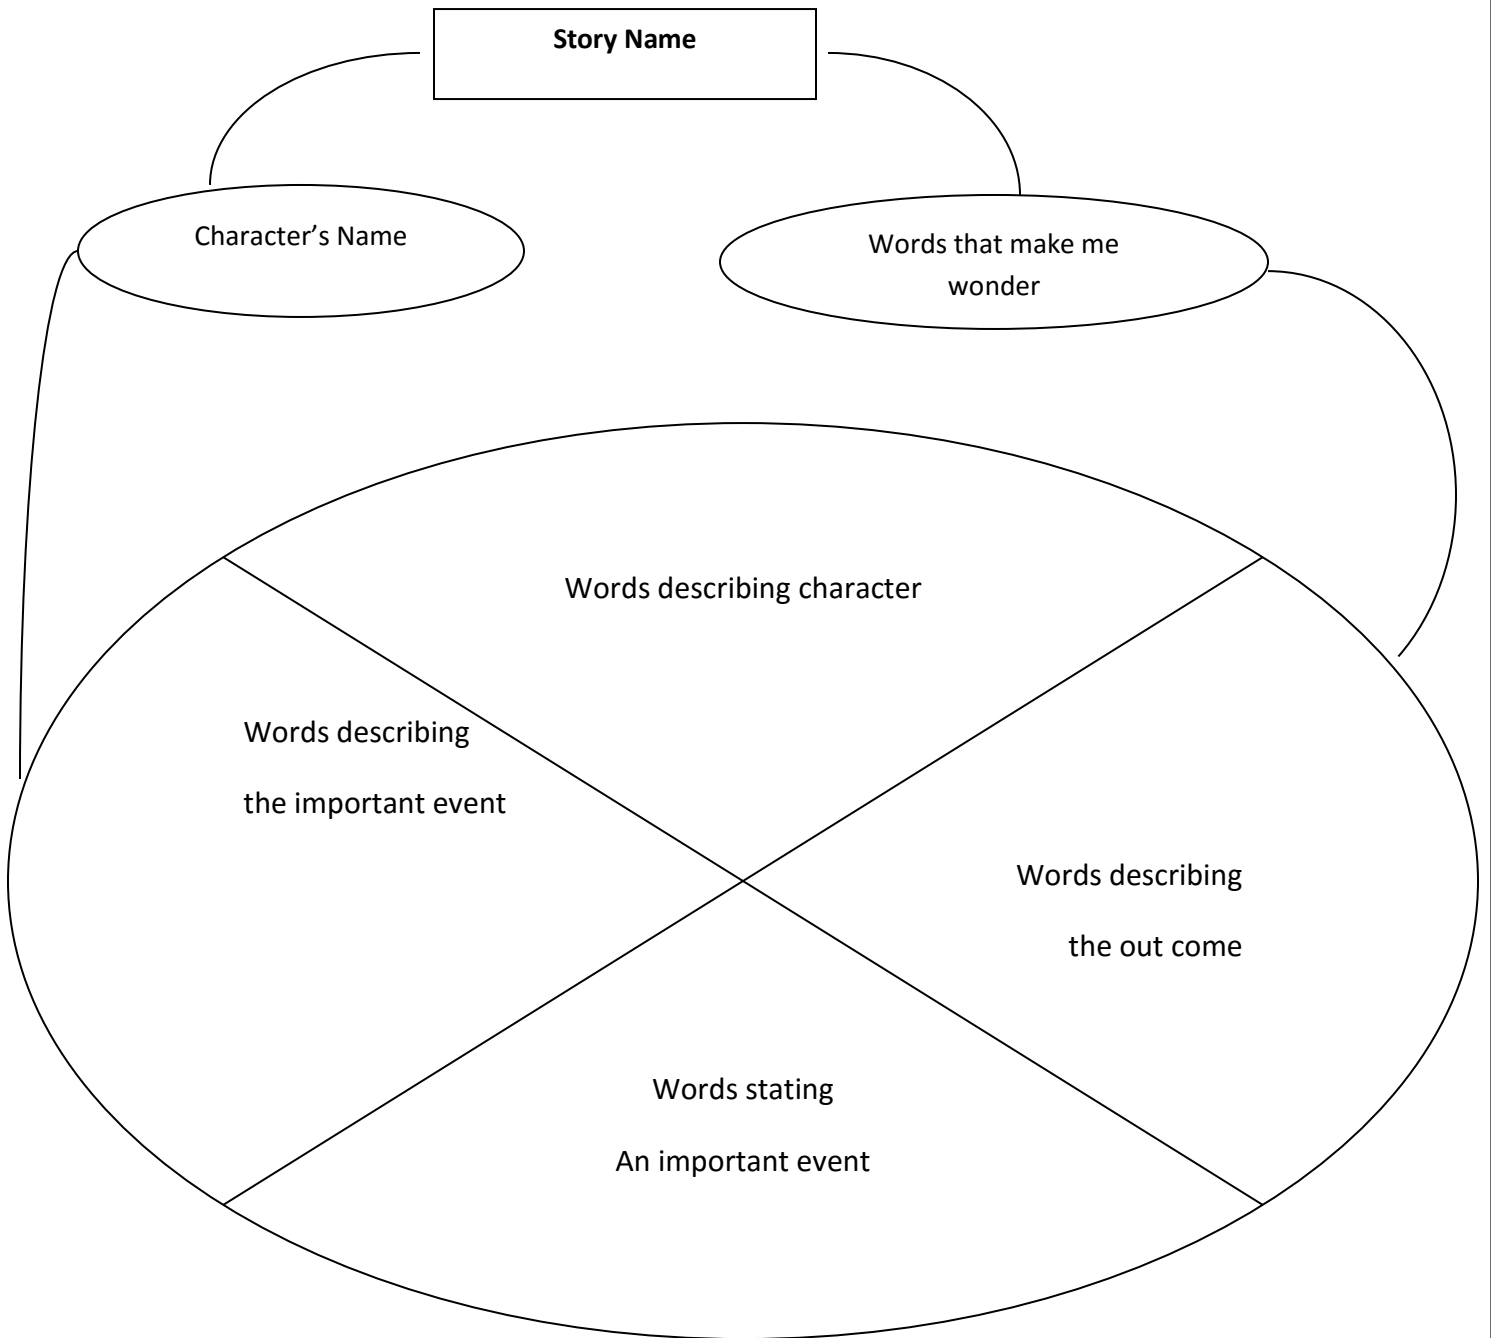 Story Name
Character’s Name
Words that make me
wonder
Words describing character
Words describing
the important event
Words describing
the out come
Words stating
An important event